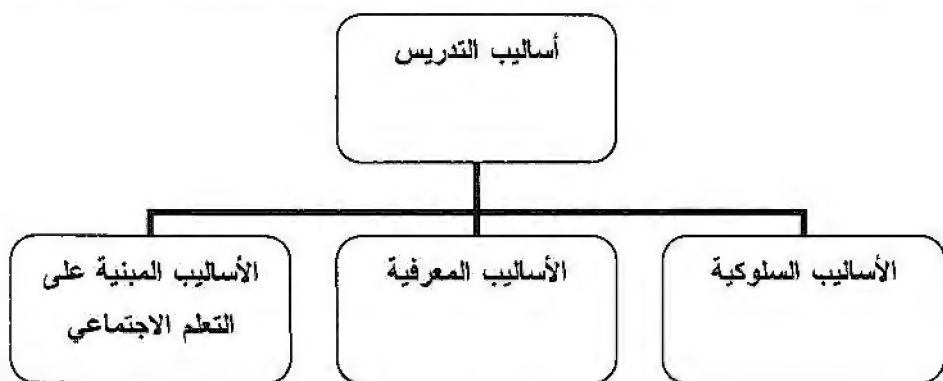 أساليب التدريس
الأساليب السلوكية
الأساليب المعرفية
الأساليب المبنية على
التعلم الاجتماعي